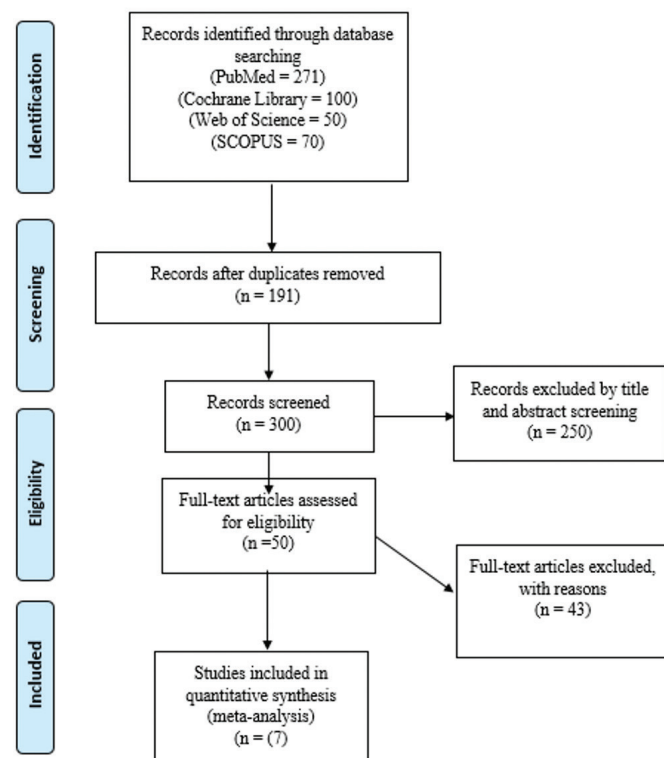 Identification
Records identified through database
searching
(PubMed = 271)
(Cochrane Library = 100)
(Web of Science = 50)
(SCOPUS = 70)
Screening
Records after duplicates removed
(n = 191)
Records screened
(n = 300)
Records excluded by title
and abstract screening
(n = 250)
Eligibility
Full-text articles assessed
for eligibility
(n =50)
Full-text articles excluded,
with reasons
(n = 43)
Included
Studies included in
quantitative synthesis
(meta-analysis)
(n = (7)